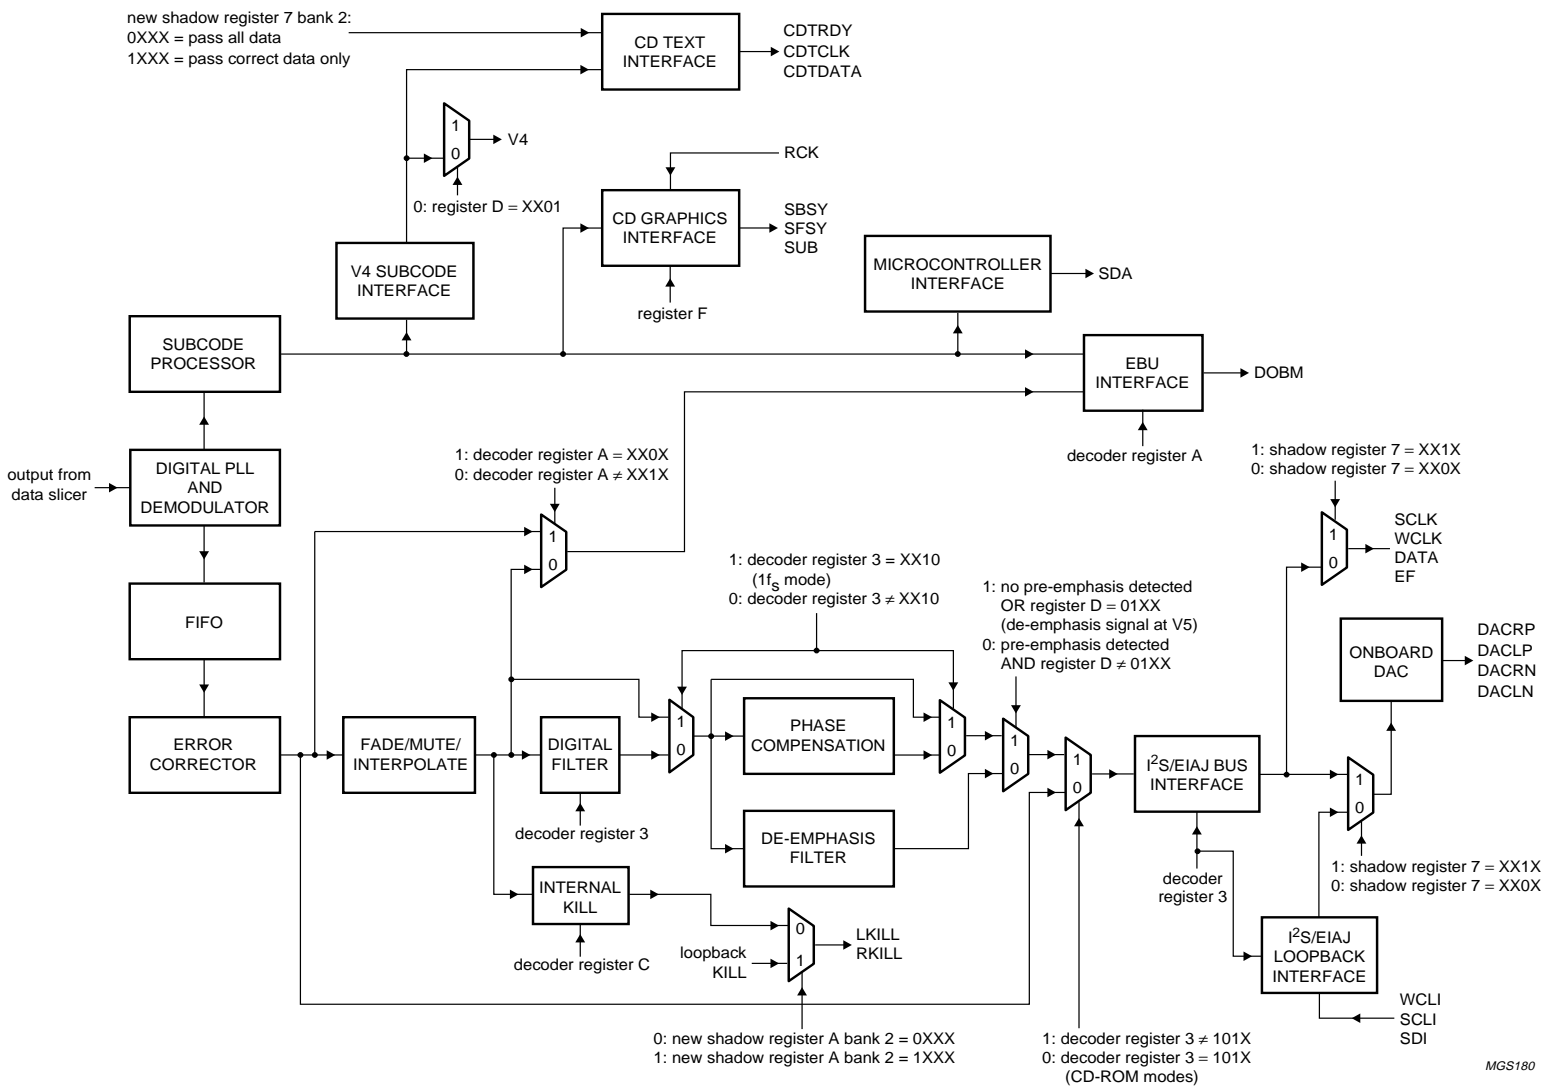 new shadow register 7 bank 2:
0XXX = pass all data
1XXX = pass correct data only
CD TEXT
INTERFACE
CDTRDY
CDTCLK
CDTDATA
1
0
V4
0: register D = XX01
RCK
CD GRAPHICS
INTERFACE
SBSY
SFSY
SUB
register F
V4 SUBCODE
INTERFACE
MICROCONTROLLER
INTERFACE
SDA
SUBCODE
PROCESSOR
EBU
INTERFACE
DOBM
decoder register A
output from
data slicer
DIGITAL PLL
AND
DEMODULATOR
1: decoder register A = XX0X
0: decoder register A ≠ XX1X
1
0
1: shadow register 7 = XX1X
0: shadow register 7 = XX0X
1
0
SCLK
WCLK
DATA
EF
FIFO
1: decoder register 3 = XX10
(1fs mode)
0: decoder register 3 ≠ XX10
1: no pre-emphasis detected
OR register D = 01XX
(de-emphasis signal at V5)
0: pre-emphasis detected
AND register D ≠ 01XX
ONBOARD
DAC
DACRP
DACLP
DACRN
DACLN
ERROR
CORRECTOR
FADE/MUTE/
INTERPOLATE
DIGITAL
FILTER
decoder register 3
1
0
PHASE
COMPENSATION
1
0
1
0
1
0
I2S/EIAJ BUS
INTERFACE
1
0
DE-EMPHASIS
FILTER
decoder
register 3
1: shadow register 7 = XX1X
0: shadow register 7 = XX0X
INTERNAL
KILL
decoder register C
loopback
KILL
0
1
LKILL
RKILL
I2S/EIAJ
LOOPBACK
INTERFACE
WCLI
SCLI
SDI
0: new shadow register A bank 2 = 0XXX
1: new shadow register A bank 2 = 1XXX
1: decoder register 3 ≠ 101X
0: decoder register 3 = 101X
(CD-ROM modes)
MGS180